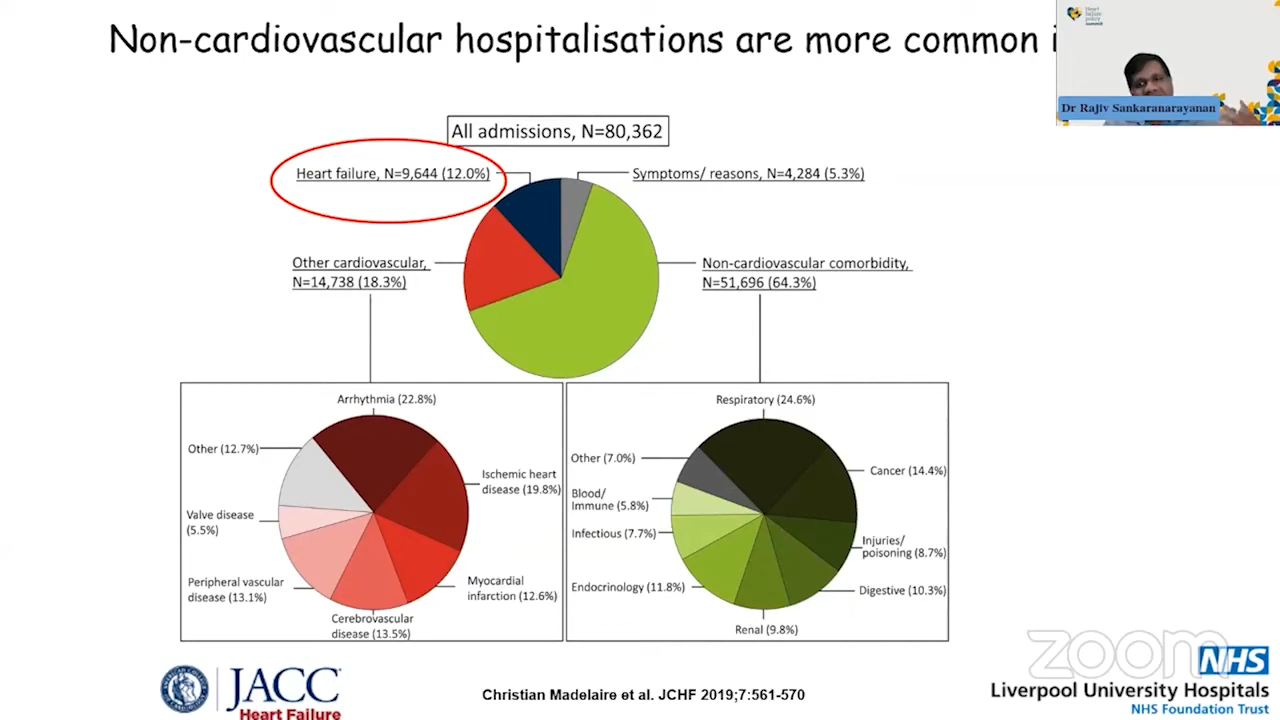 Non-cardiovascular hospitalisations are more common
Heart
failure
policy
summit
Dr Rajiv Sankaranarayanan
All admissions, N=80,362
Heart failure, N=9,644 (12.0%)
Symptoms/ reasons, N=4,284 (5.3%)
Other cardiovascular,
N=14,738 (18.3%)
Non-cardiovascular comorbidity,
N=51,696 (64.3%)
Arrhythmia (22.8%)
Other (12.7%)
Ischemic heart
disease (19.8%)
Valve disease
(5.5%)
Peripheral vascular
disease (13.1%)
Myocardial
infarction (12.6%)
Cerebrovascular
disease (13.5%)
Respiratory (24.6%)
Other (7.0%)
Cancer (14.4%)
Blood/
Immune (5.8%)
Infectious (7.7%)
Injuries/
poisoning (8.7%)
Endocrinology (11.8%)
Digestive (10.3%)
Renal (9.8%)
JACC
Heart Failure
Christian Madelaire et al. JCHF 2019;7:561-570
zoom
NHS
Liverpool University Hospitals
NHS Foundation Trust